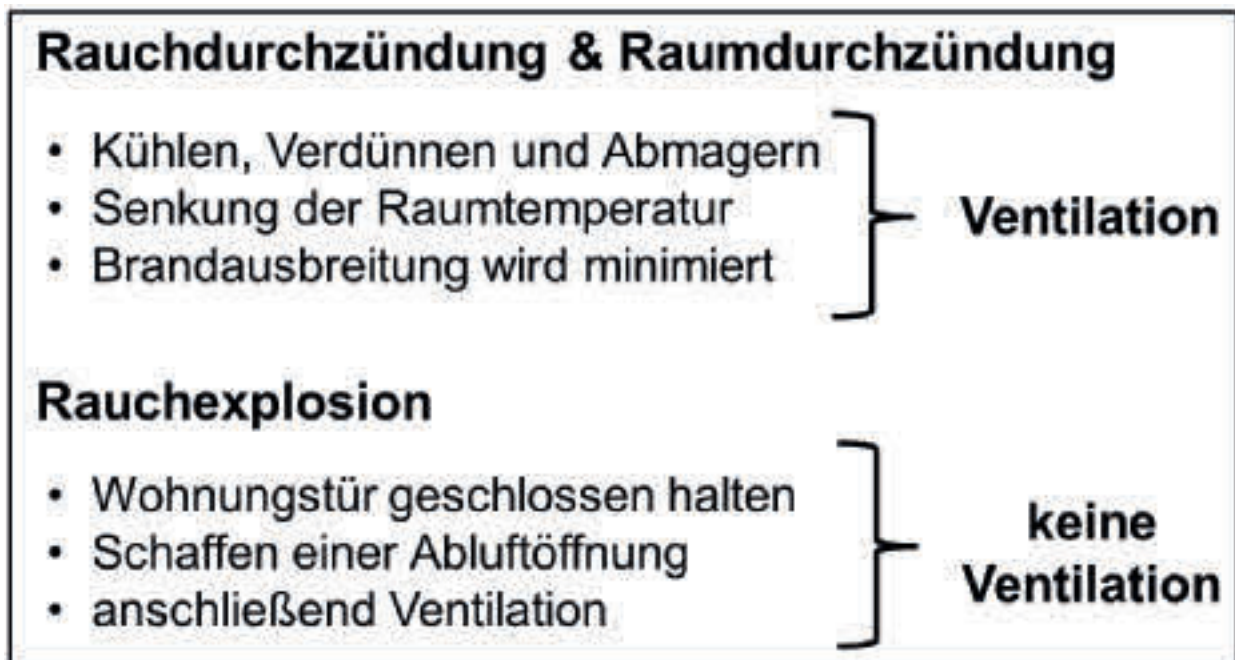 Rauchdurchzündung & Raumdurchzündung
• Kühlen, Verdünnen und Abmagern
• Senkung der Raumtemperatur
• Brandausbreitung wird minimiert
Ventilation
Rauchexplosion
• Wohnungstür geschlossen halten
• Schaffen einer Abluftöffnung
• anschließend Ventilation
keine
Ventilation